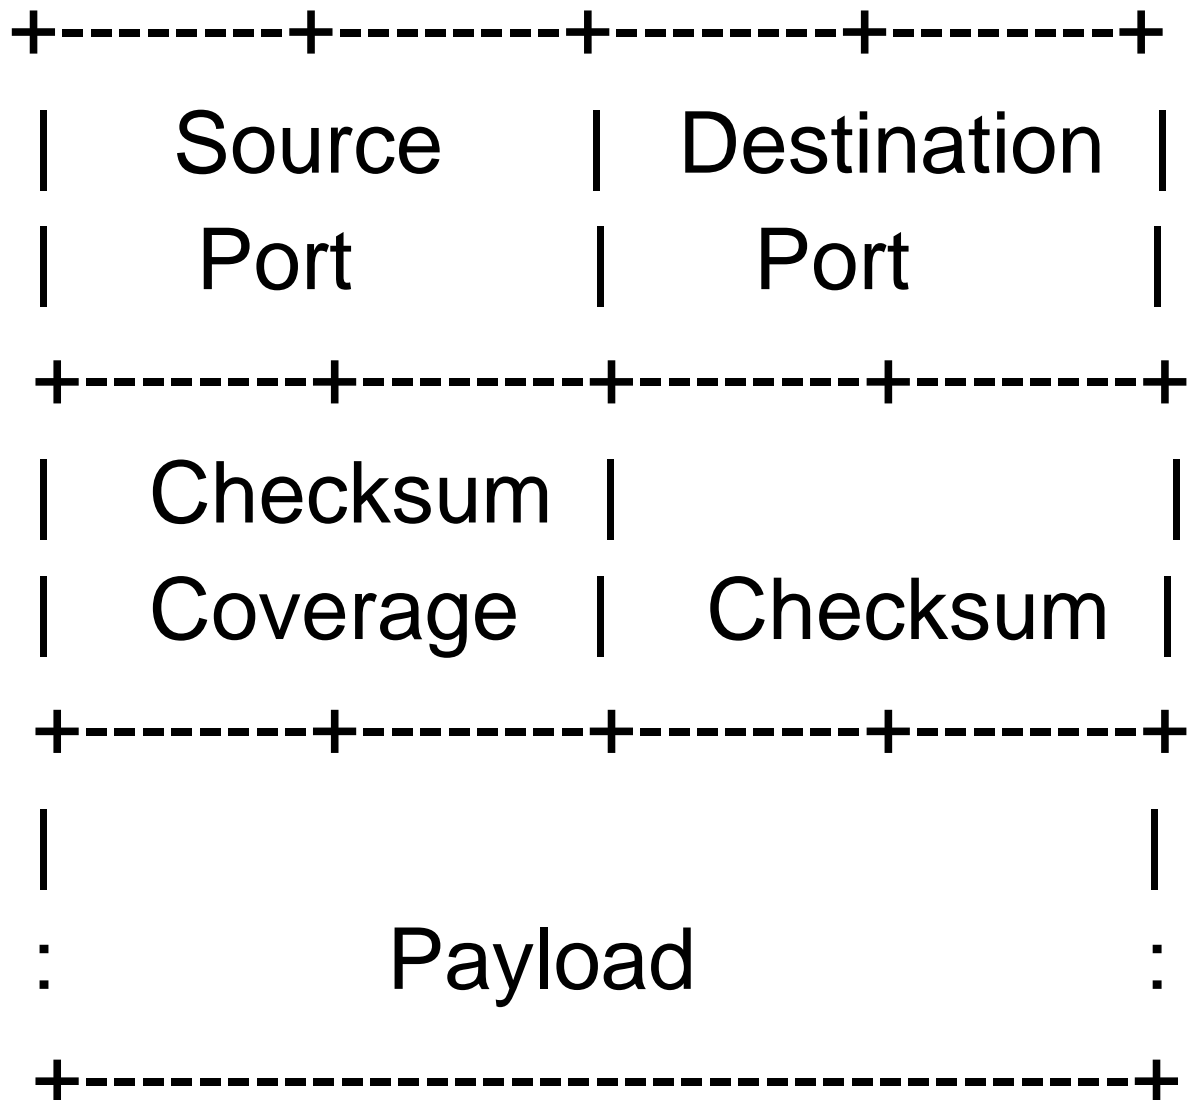 +--------+--------+--------+--------+
|     Source      |   Destination   |
|      Port       |      Port       |
+--------+--------+--------+--------+
|    Checksum     |                 |
|    Coverage     |    Checksum     |
+--------+--------+--------+--------+
|                                   |
:              Payload              :
+-----------------------------------+